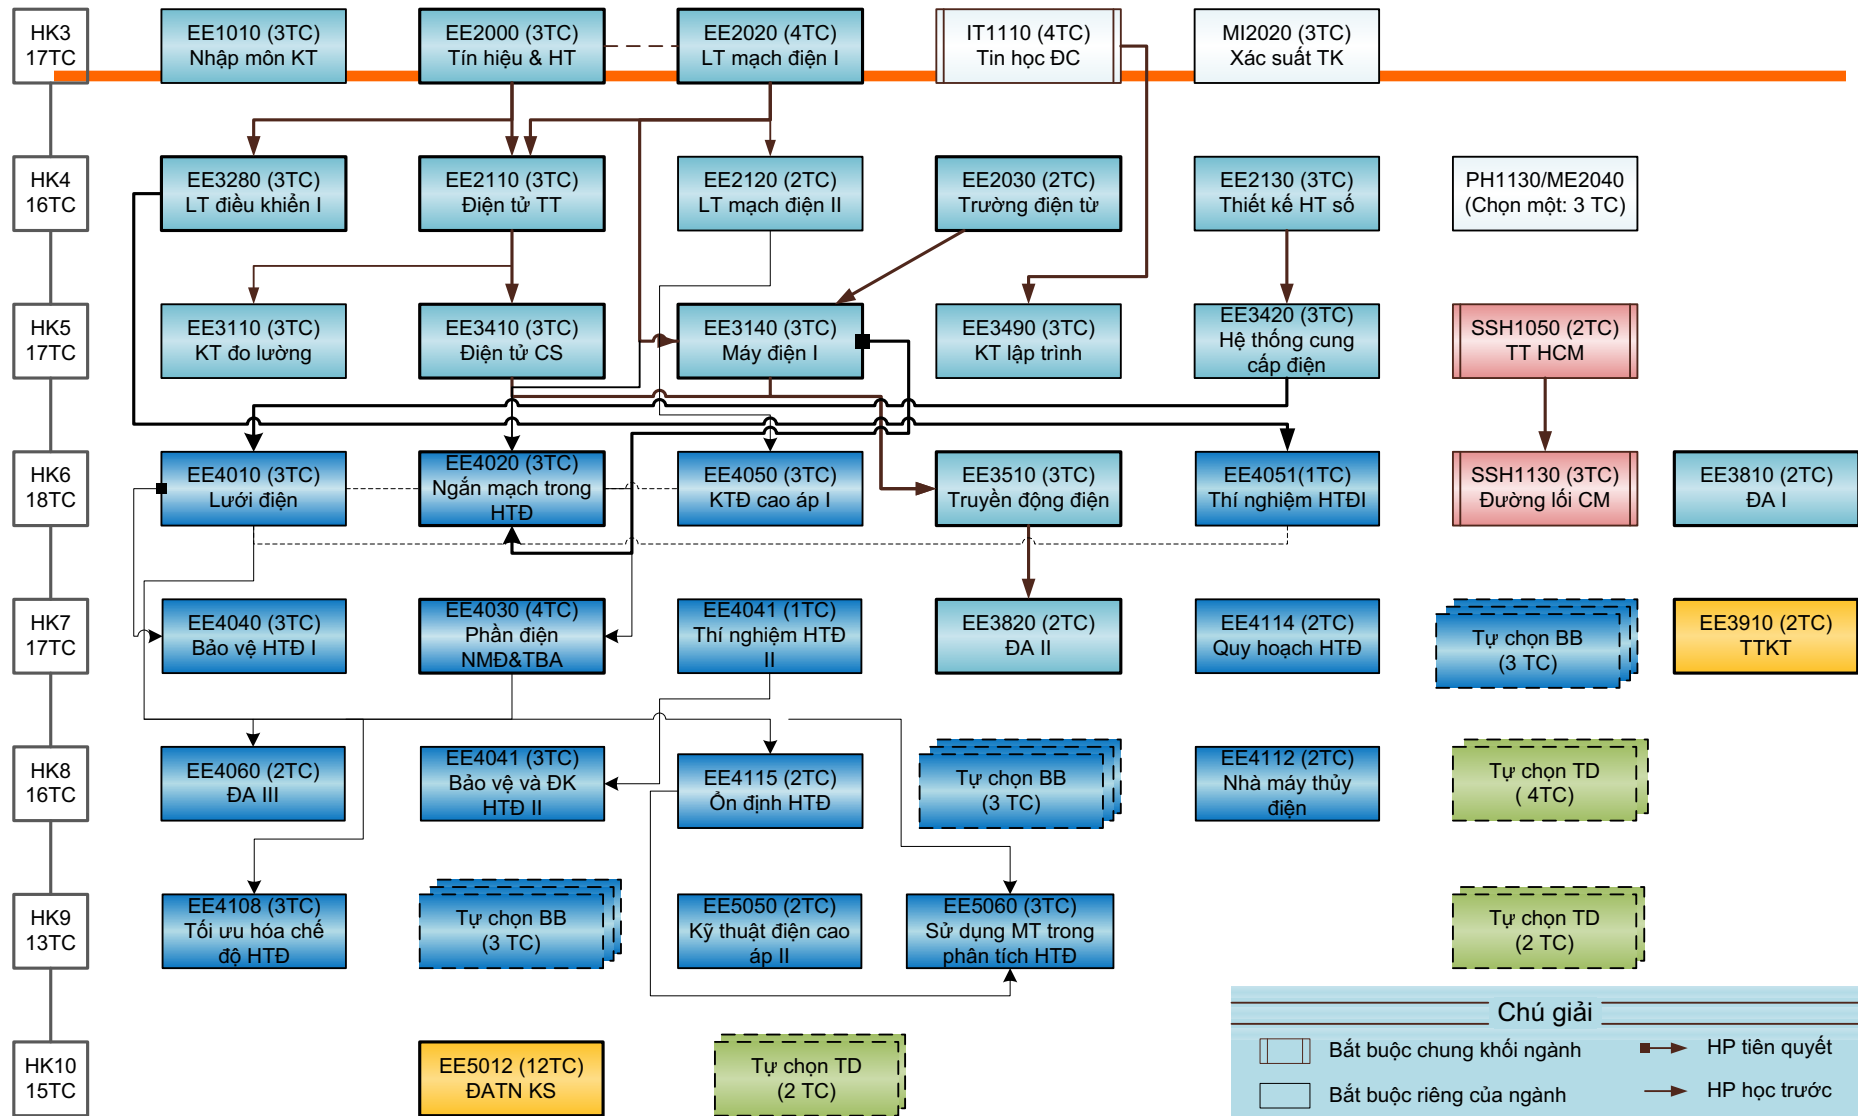 HK3
17TC
EE1010 (3TC)
Nhập môn KT
EE2000 (3TC)
Tín hiệu & HT
EE2020 (4TC)
LT mạch điện I
IT1110 (4TC)
Tin học ĐC
MI2020 (3TC)
Xác suất TK
HK4
16TC
EE3280 (3TC)
LT điều khiển I
EE2110 (3TC)
Điện tử TT
EE2120 (2TC)
LT mạch điện II
EE2030 (2TC)
Trường điện từ
EE2130 (3TC)
Thiết kế HT số
PH1130/ME2040
(Chọn một: 3 TC)
HK5
17TC
EE3110 (3TC)
KT đo lường
EE3410 (3TC)
Điện tử CS
EE3140 (3TC)
Máy điện I
EE3490 (3TC)
KT lập trình
EE3420 (3TC)
Hệ thống cung
cấp điện
SSH1050 (2TC)
TT HCM
HK6
18TC
EE4010 (3TC)
Lưới điện
EE4020 (3TC)
Ngắn mạch trong
HTĐ
EE4050 (3TC)
KTĐ cao áp I
EE3510 (3TC)
Truyền động điện
EE4051(1TC)
Thí nghiệm HTĐI
SSH1130 (3TC)
Đường lối CM
EE3810 (2TC)
ĐA I
HK7
17TC
EE4040 (3TC)
Bảo vệ HTĐ I
EE4030 (4TC)
Phần điện
NMĐ&TBA
EE4041 (1TC)
Thí nghiệm HTĐ
II
EE3820 (2TC)
ĐA II
EE4114 (2TC)
Quy hoạch HTĐ
Tự chọn BB
(3 TC)
EE3910 (2TC)
TTKT
HK8
16TC
EE4060 (2TC)
ĐA III
EE4041 (3TC)
Bảo vệ và ĐK
HTĐ II
EE4115 (2TC)
Ổn định HTĐ
Tự chọn BB
(3 TC)
EE4112 (2TC)
Nhà máy thủy
điện
Tự chọn TD
( 4TC)
HK9
13TC
EE4108 (3TC)
Tối ưu hóa chế
độ HTĐ
Tự chọn BB
(3 TC)
EE5050 (2TC)
Kỹ thuật điện cao
áp II
EE5060 (3TC)
Sử dụng MT trong
phân tích HTĐ
Tự chọn TD
(2 TC)
HK10
15TC
EE5012 (12TC)
ĐATN KS
Tự chọn TD
(2 TC)
Chú giải
Bắt buộc chung khối ngành
HP tiên quyết
Bắt buộc riêng của ngành
HP học trước